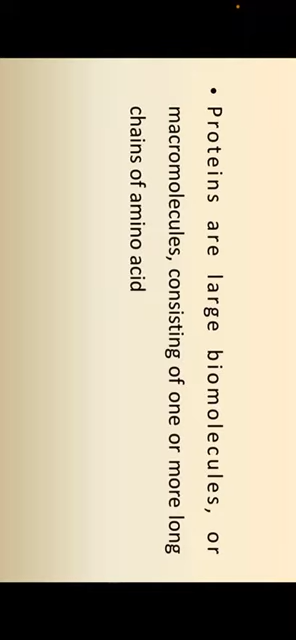 • Proteins are large biomolecules, or
macromolecules, consisting of one or more long
chains of amino acid